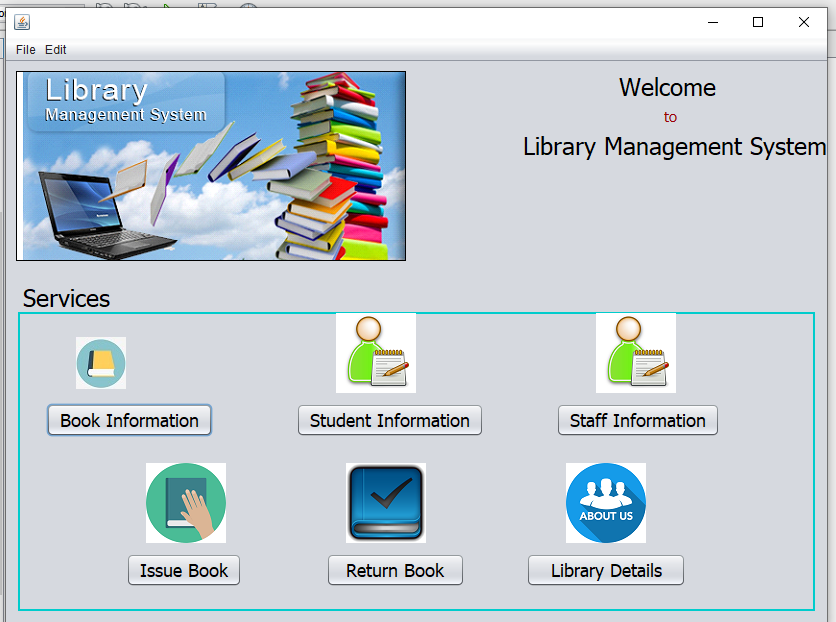 File Edit
Library
Management System
Welcome
to
Library Management System
Services
Book Information
Student Information
Staff Information
ABOUT US
Issue Book
Return Book
Library Details